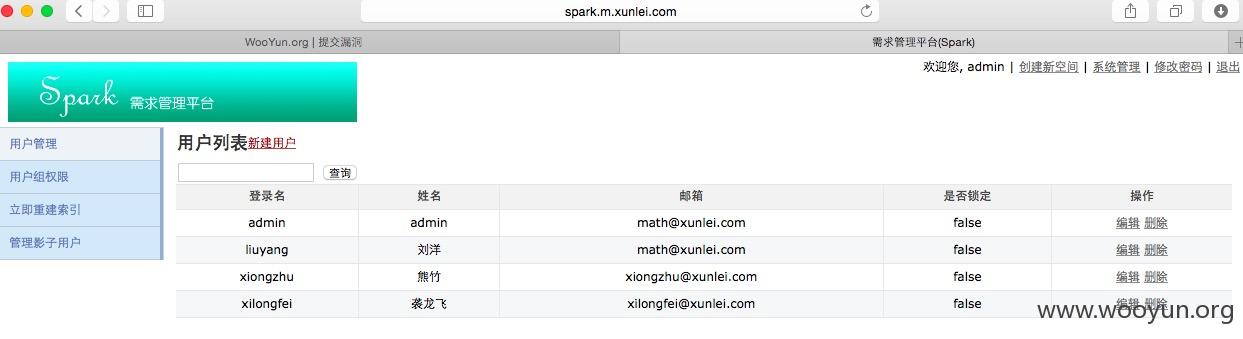 spark.m.xunlei.com
WooYun.org | 提交漏洞
需求管理平台(Spark)
欢迎您, admin | 创建新空间 | 系统管理 | 修改密码 | 退出
Spark 需求管理平台
用户管理
用户组权限
立即重建索引
管理影子用户
用户列表新建用户
查询
登录名 姓名 邮箱 是否锁定 操作
admin admin math@xunlei.com false 编辑 删除
liuyang 刘洋 math@xunlei.com false 编辑 删除
xiongzhu 熊竹 xiongzhu@xunlei.com false 编辑 删除
xilongfei 袭龙飞 xilongfei@xunlei.com false 编辑 删除
www.wooyun.org